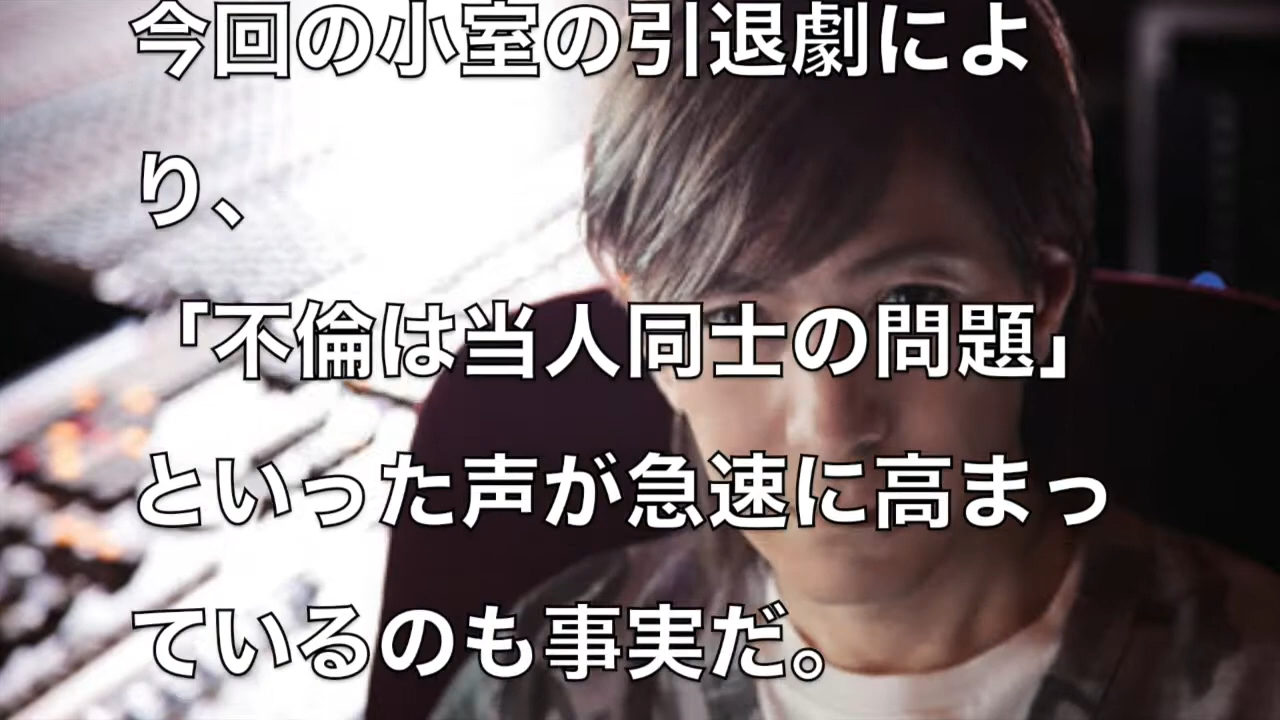 今回の小室の引退劇によ
り、
「不倫は当人同士の問題」
といった声が急速に高まっ
ているのも事実だ。